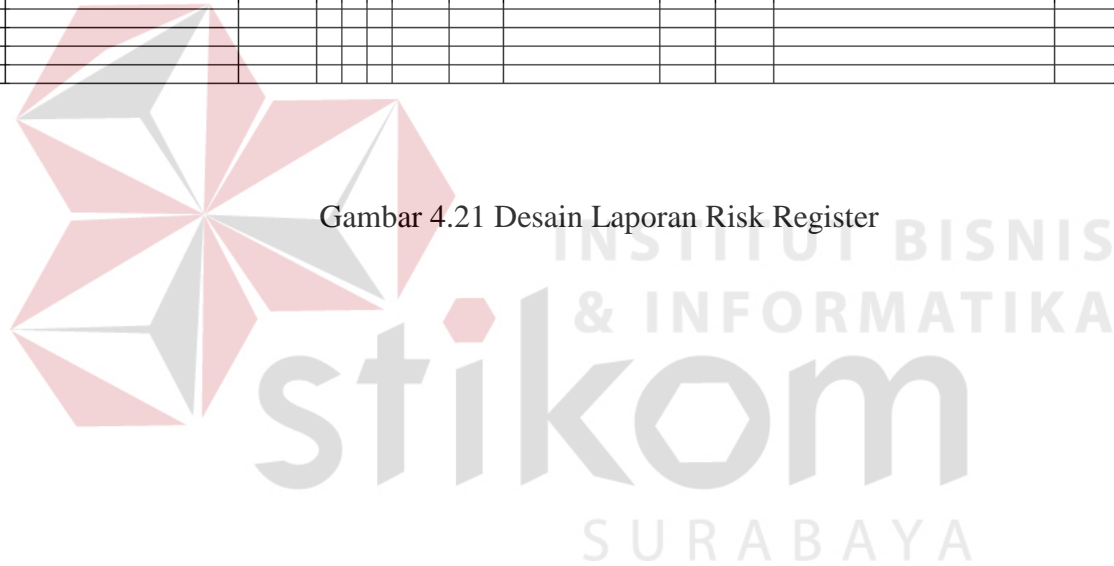 Gambar 4.21 Desain Laporan Risk Register
INSTITUT BISNIS
& INFORMATIKA
stikom
SURABAYA